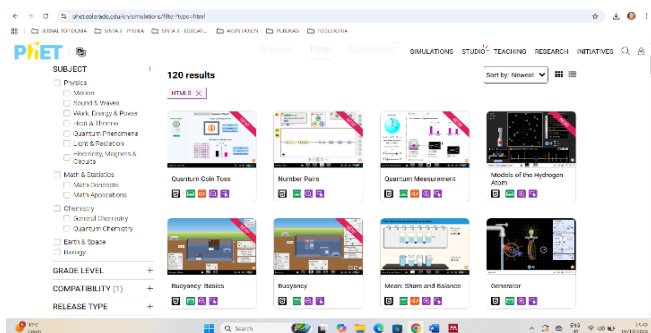 phet.colorado.edu/en/simulations/filter?type=html
JURNAL TOP DUNIA
SINTA 2 - FISIKA
SINTA 2 - EDUCATI...
AKUN DOSEN
PUBLIKASI
TOOLS KERJA
PhET
Browse
Filter
Customize
SIMULATIONS
STUDIO
TEACHING
RESEARCH
INITIATIVES
SUBJECT
Physics
Motion
Sound & Waves
Work, Energy & Power
Heat & Thermo
Quantum Phenomena
Light & Radiation
Electricity, Magnets & Circuits
Math & Statistics
Math Concepts
Math Applications
Chemistry
General Chemistry
Quantum Chemistry
Earth & Space
Biology
GRADE LEVEL +
COMPATIBILITY (1) +
RELEASE TYPE +
120 results
Sort by: Newest
HTML5 ×
Quantum Coin Toss
Number Pairs
Quantum Measurement
Models of the Hydrogen
Atom
Buoyancy: Basics
Buoyancy
Mean: Share and Balance
Generator
Search
ENG